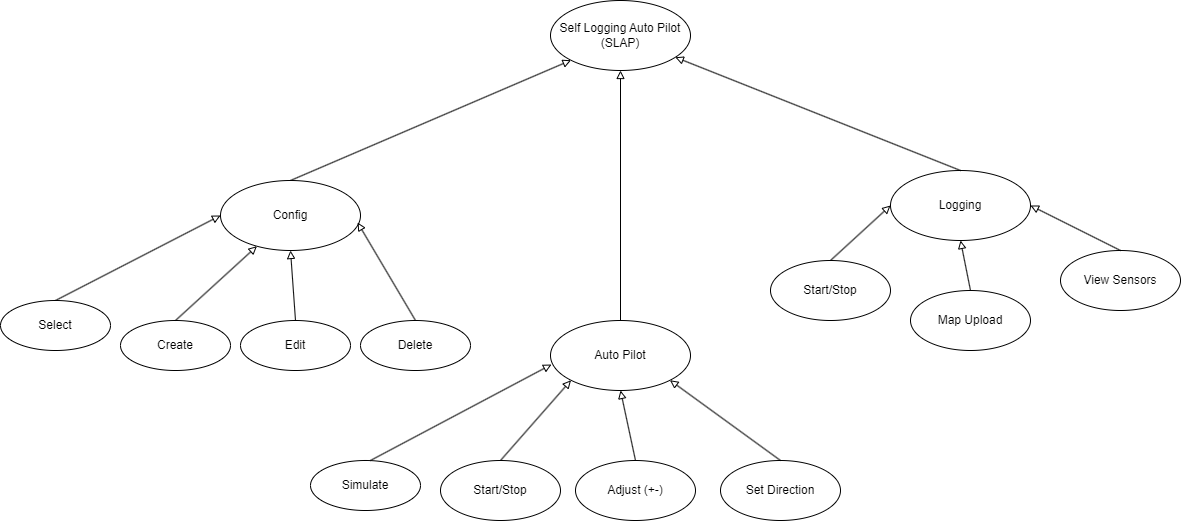 Self Logging Auto Pilot
(SLAP)
Config
Logging
Select
Create
Edit
Delete
Start/Stop
Map Upload
View Sensors
Auto Pilot
Simulate
Start/Stop
Adjust (+-)
Set Direction